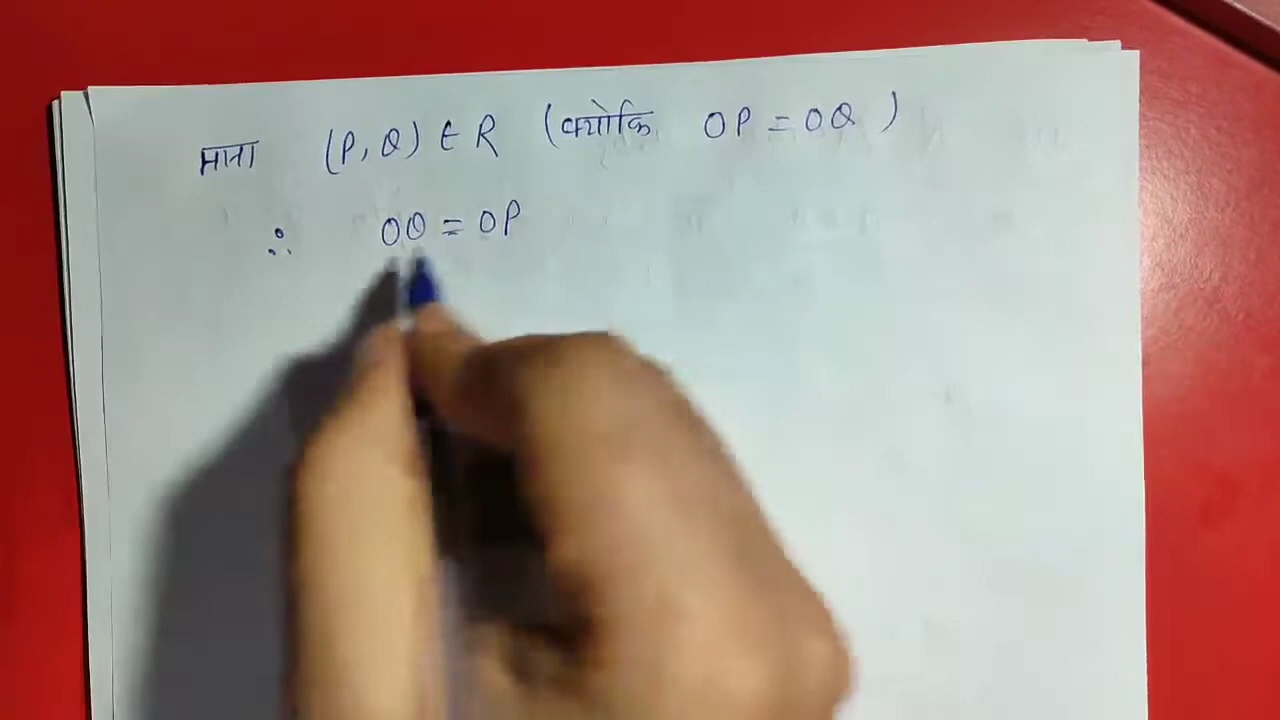 माना (P, Q) ∈ R (क्योकि OP = OQ )
∴ OQ = OP